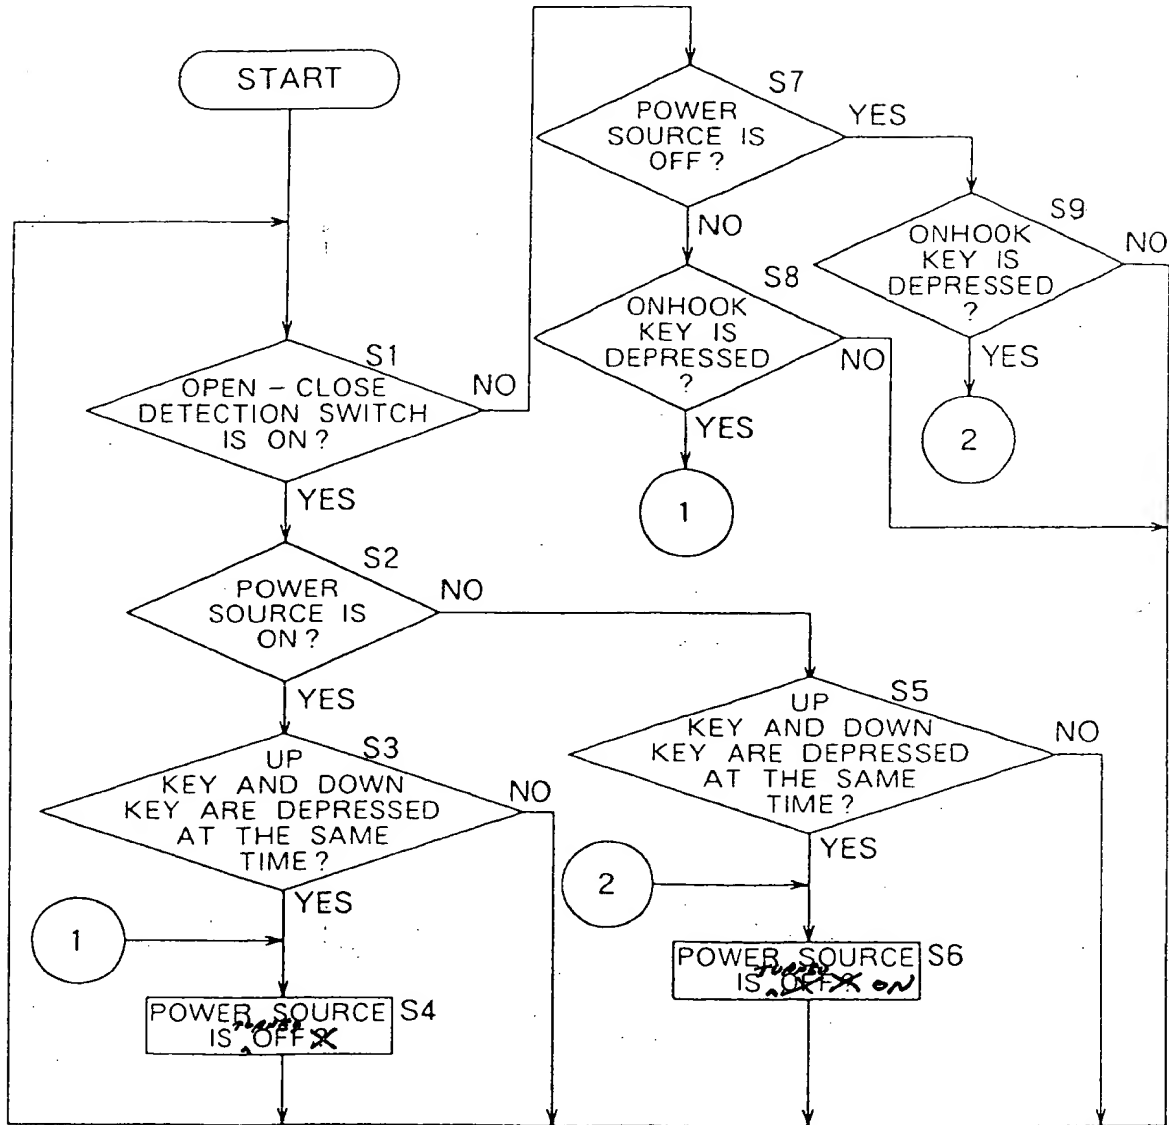 START
S7
POWER
SOURCE IS
OFF?
YES
NO
S9
ONHOOK
KEY IS
DEPRESSED
?
NO
YES
2
S8
ONHOOK
KEY IS
DEPRESSED
?
NO
YES
1
S1
OPEN – CLOSE
DETECTION SWITCH
IS ON?
NO
YES
S2
POWER
SOURCE IS
ON?
NO
YES
S3
UP
KEY AND DOWN
KEY ARE DEPRESSED
AT THE SAME
TIME?
NO
YES
1
POWER SOURCE S4
TURNED
IS OFF ?
S5
UP
KEY AND DOWN
KEY ARE DEPRESSED
AT THE SAME
TIME?
NO
YES
2
POWER SOURCE S6
TURNED
IS OFF? ON